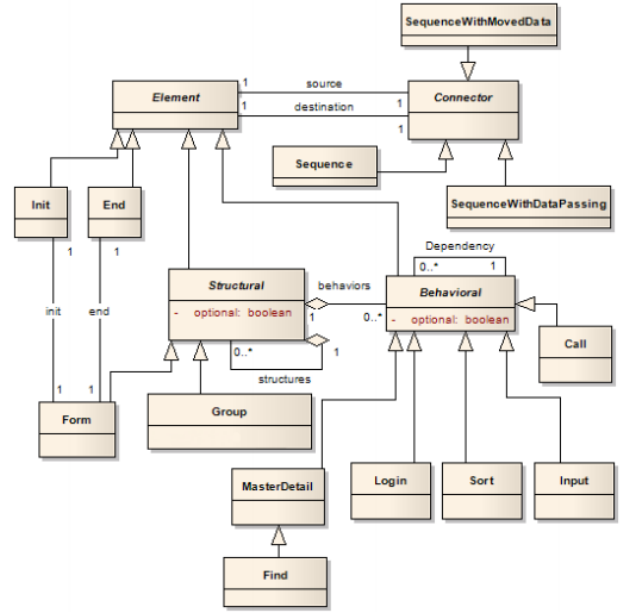 SequenceWithMovedData
1 source
Element
Connector
1 destination 1
1
Sequence
Init
End
SequenceWithDataPassing
1
1
Dependency
0..* 1
Structural
behaviors
Behavioral
- optional: boolean
1 0..*
- optional: boolean
init
end
0..* 1
Call
structures
1
1
Form
Group
MasterDetail
Login
Sort
Input
Find